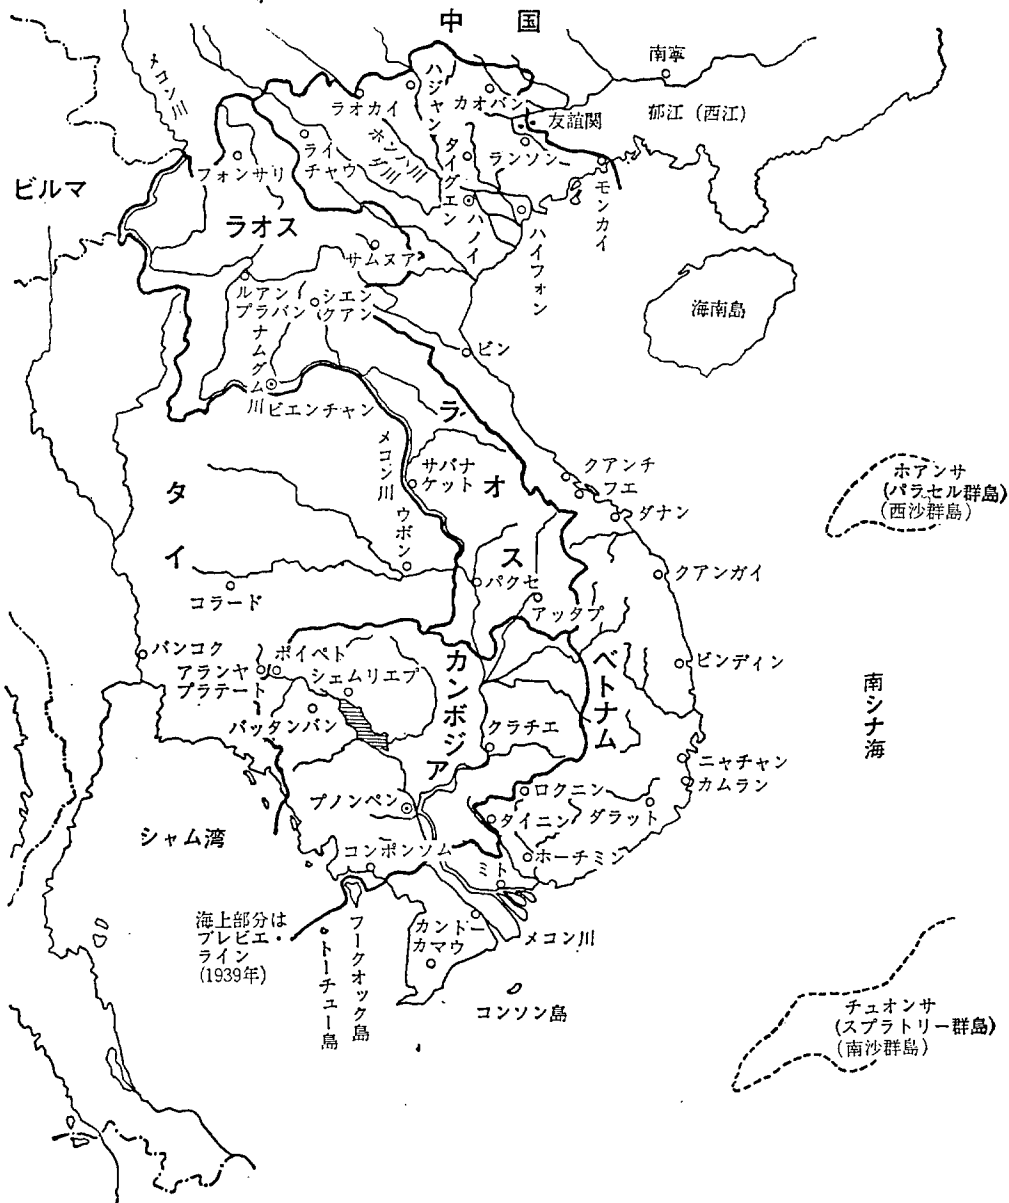 中国
南寧
メコン川
ハジャン
ラオカイ
カオバン
友誼関
郁江(西江)
ホンハ川
エ川
タイグエン
ランソン
ライ
チャウ
フォンサリ
モンカイ
ビルマ
ラオス
ハノイ
ハイフォン
サムヌア
ルアン
プラバン
シエン
クアン
海南島
ナムグム川
ビン
ビエンチャン
ラオス
メコン川
サバナ
ケット
クアンチ
フエ
ダナン
ホアンサ
(パラセル群島)
(西沙群島)
タイ
ウボン
コラード
パクセ
アッタプ
クアンガイ
バンコク
アランヤ
プラテート
ポイペト
シェムリエプ
カンボジア
ベトナム
ビンディン
南シナ海
バッタンバン
クラチエ
ニャチャン
カムラン
プノンペン
ロクニン
タイニン
ダラット
シャム湾
コンポンソム
ホーチミン
ミト
海上部分は
ブレビエ・
ライン
(1939年)
フークオック島
トーチュー島
カントー
カマウ
メコン川
コンソン島
チュオンサ
(スプラトリー群島)
(南沙群島)